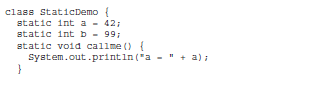 class StaticDemo {
static int a = 42;
static int b = 99;
static void callme() {
System.out.println("a = " + a);
}